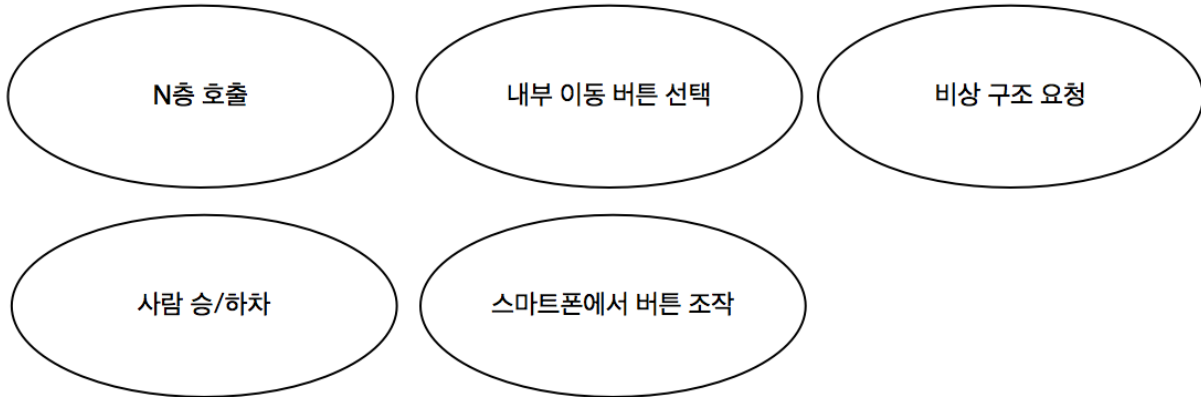 N층 호출
내부 이동 버튼 선택
비상 구조 요청
사람 승/하차
스마트폰에서 버튼 조작